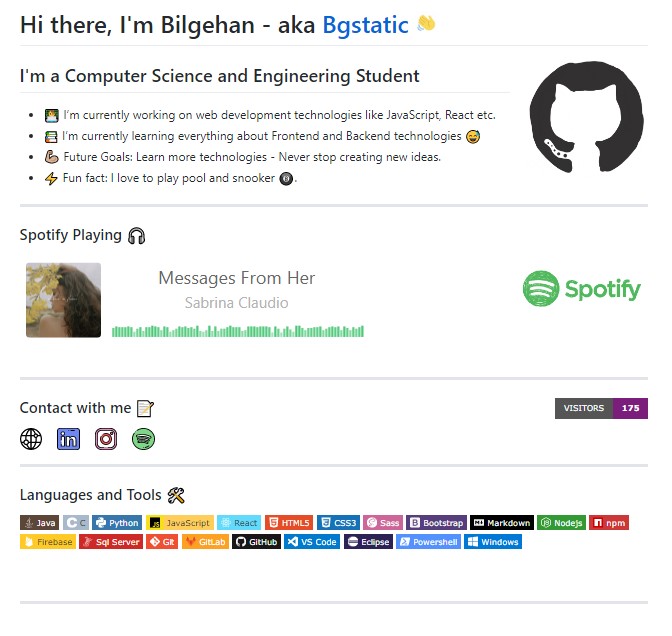 Hi there, I'm Bilgehan - aka Bgstatic
I'm a Computer Science and Engineering Student
I'm currently working on web development technologies like JavaScript, React etc.
I'm currently learning everything about Frontend and Backend technologies
Future Goals: Learn more technologies - Never stop creating new ideas.
Fun fact: I love to play pool and snooker 8.
Spotify Playing
Messages From Her
Sabrina Claudio
Spotify
Contact with me
VISITORS 175
Languages and Tools
Java C Python JavaScript React HTML5 CSS3 Sass Bootstrap Markdown Nodejs npm
Firebase Sql Server Git GitLab GitHub VS Code Eclipse Powershell Windows